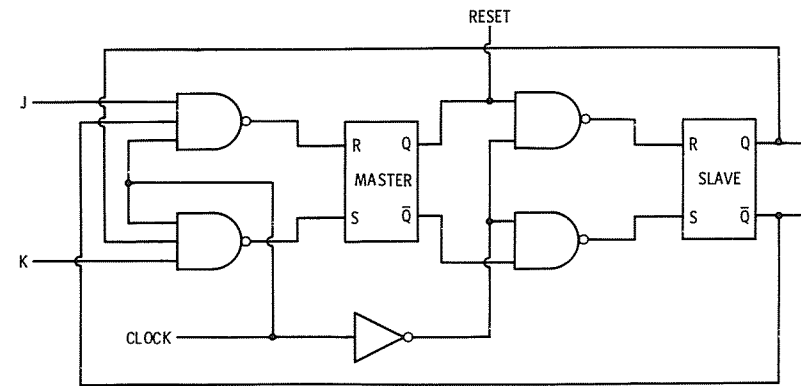 RESET
J
R Q
MASTER
S Q̅
R Q
SLAVE
S Q̅
K
CLOCK